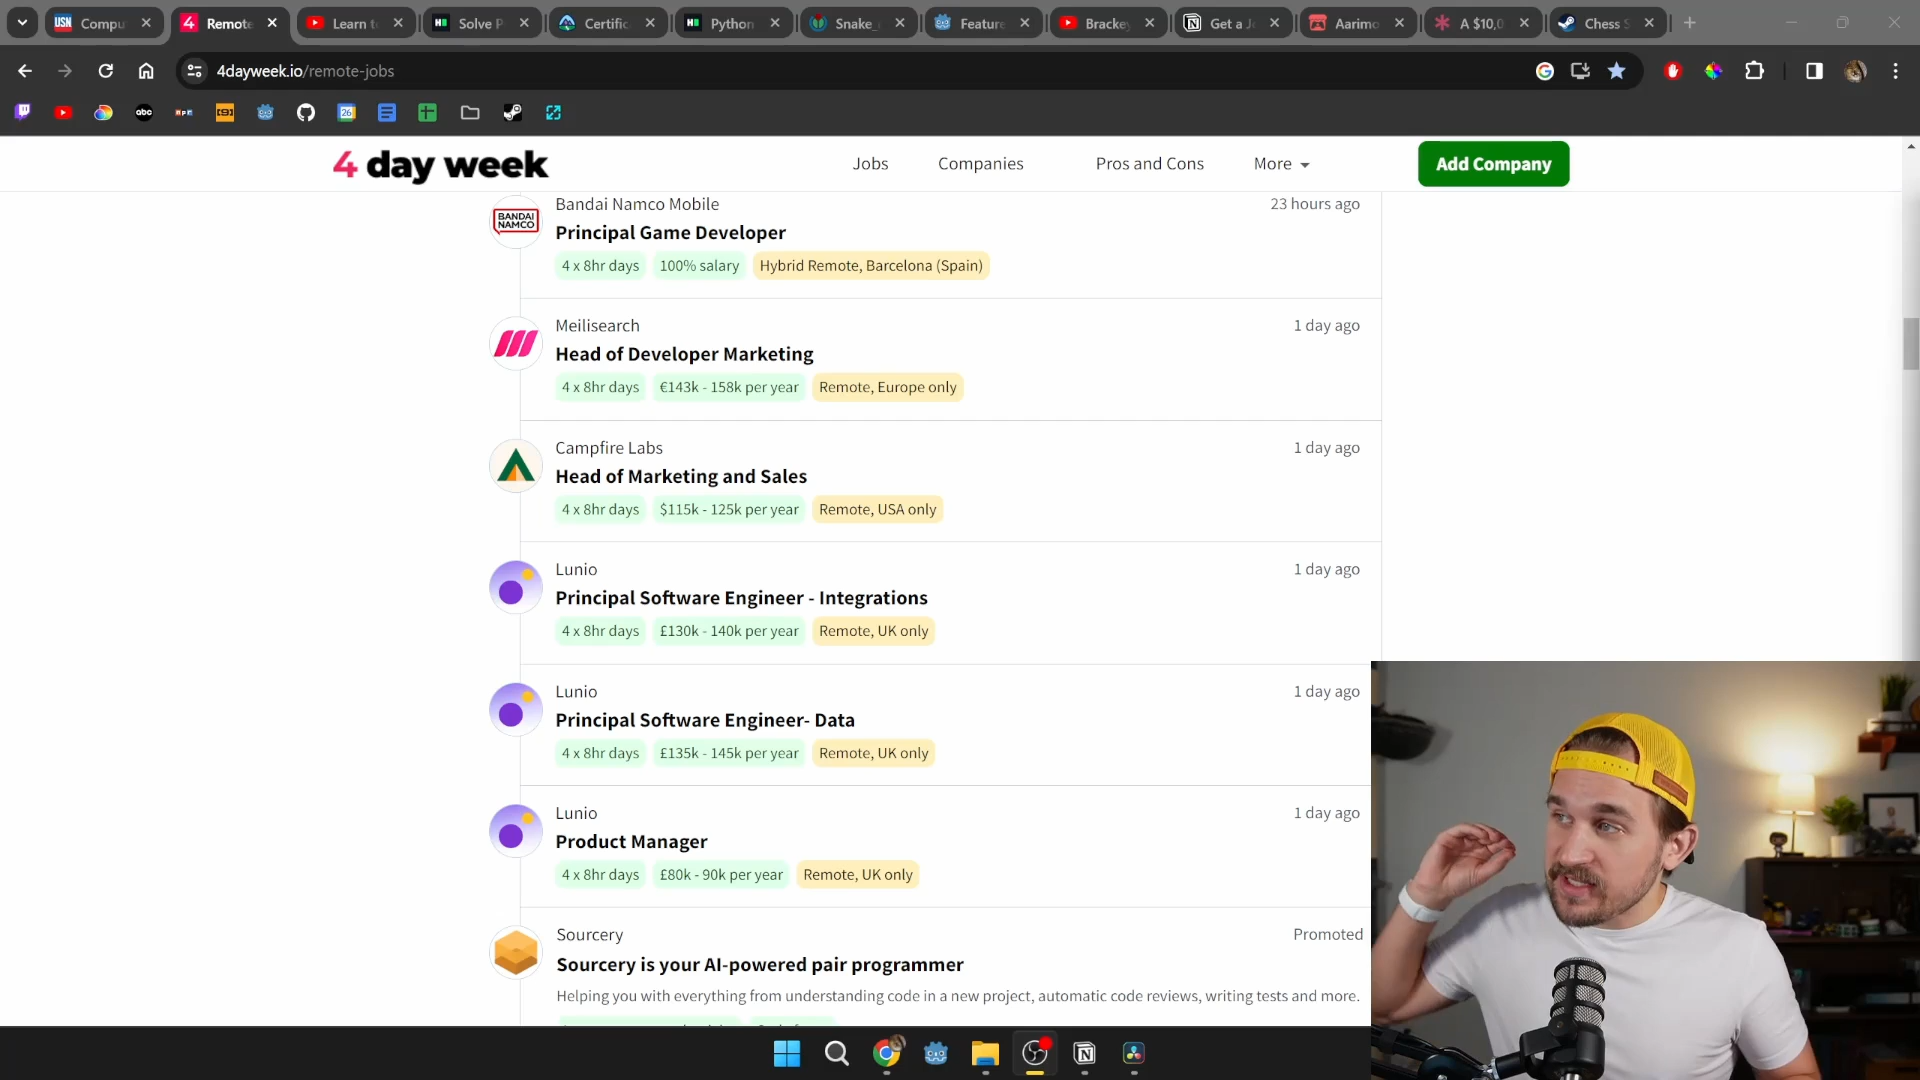 Compu
Remote
Learn t
Solve P
Certific
Python
Snake_
Feature
Brackey
Get a J
Aarimo
A $10,0
Chess S
4dayweek.io/remote-jobs
4 day week
Jobs
Companies
Pros and Cons
More
Add Company
BANDAI NAMCO
Bandai Namco Mobile
23 hours ago
Principal Game Developer
4 x 8hr days
100% salary
Hybrid Remote, Barcelona (Spain)
Meilisearch
1 day ago
Head of Developer Marketing
4 x 8hr days
€143k - 158k per year
Remote, Europe only
Campfire Labs
1 day ago
Head of Marketing and Sales
4 x 8hr days
$115k - 125k per year
Remote, USA only
Lunio
1 day ago
Principal Software Engineer - Integrations
4 x 8hr days
£130k - 140k per year
Remote, UK only
Lunio
1 day ago
Principal Software Engineer- Data
4 x 8hr days
£135k - 145k per year
Remote, UK only
Lunio
1 day ago
Product Manager
4 x 8hr days
£80k - 90k per year
Remote, UK only
Sourcery
Promoted
Sourcery is your AI-powered pair programmer
Helping you with everything from understanding code in a new project, automatic code reviews, writing tests and more.